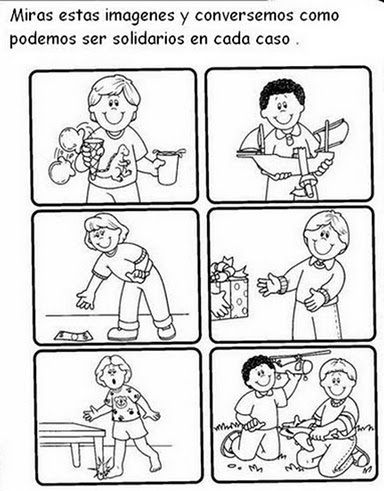 Miras estas imagenes y conversemos como
podemos ser solidarios en cada caso .